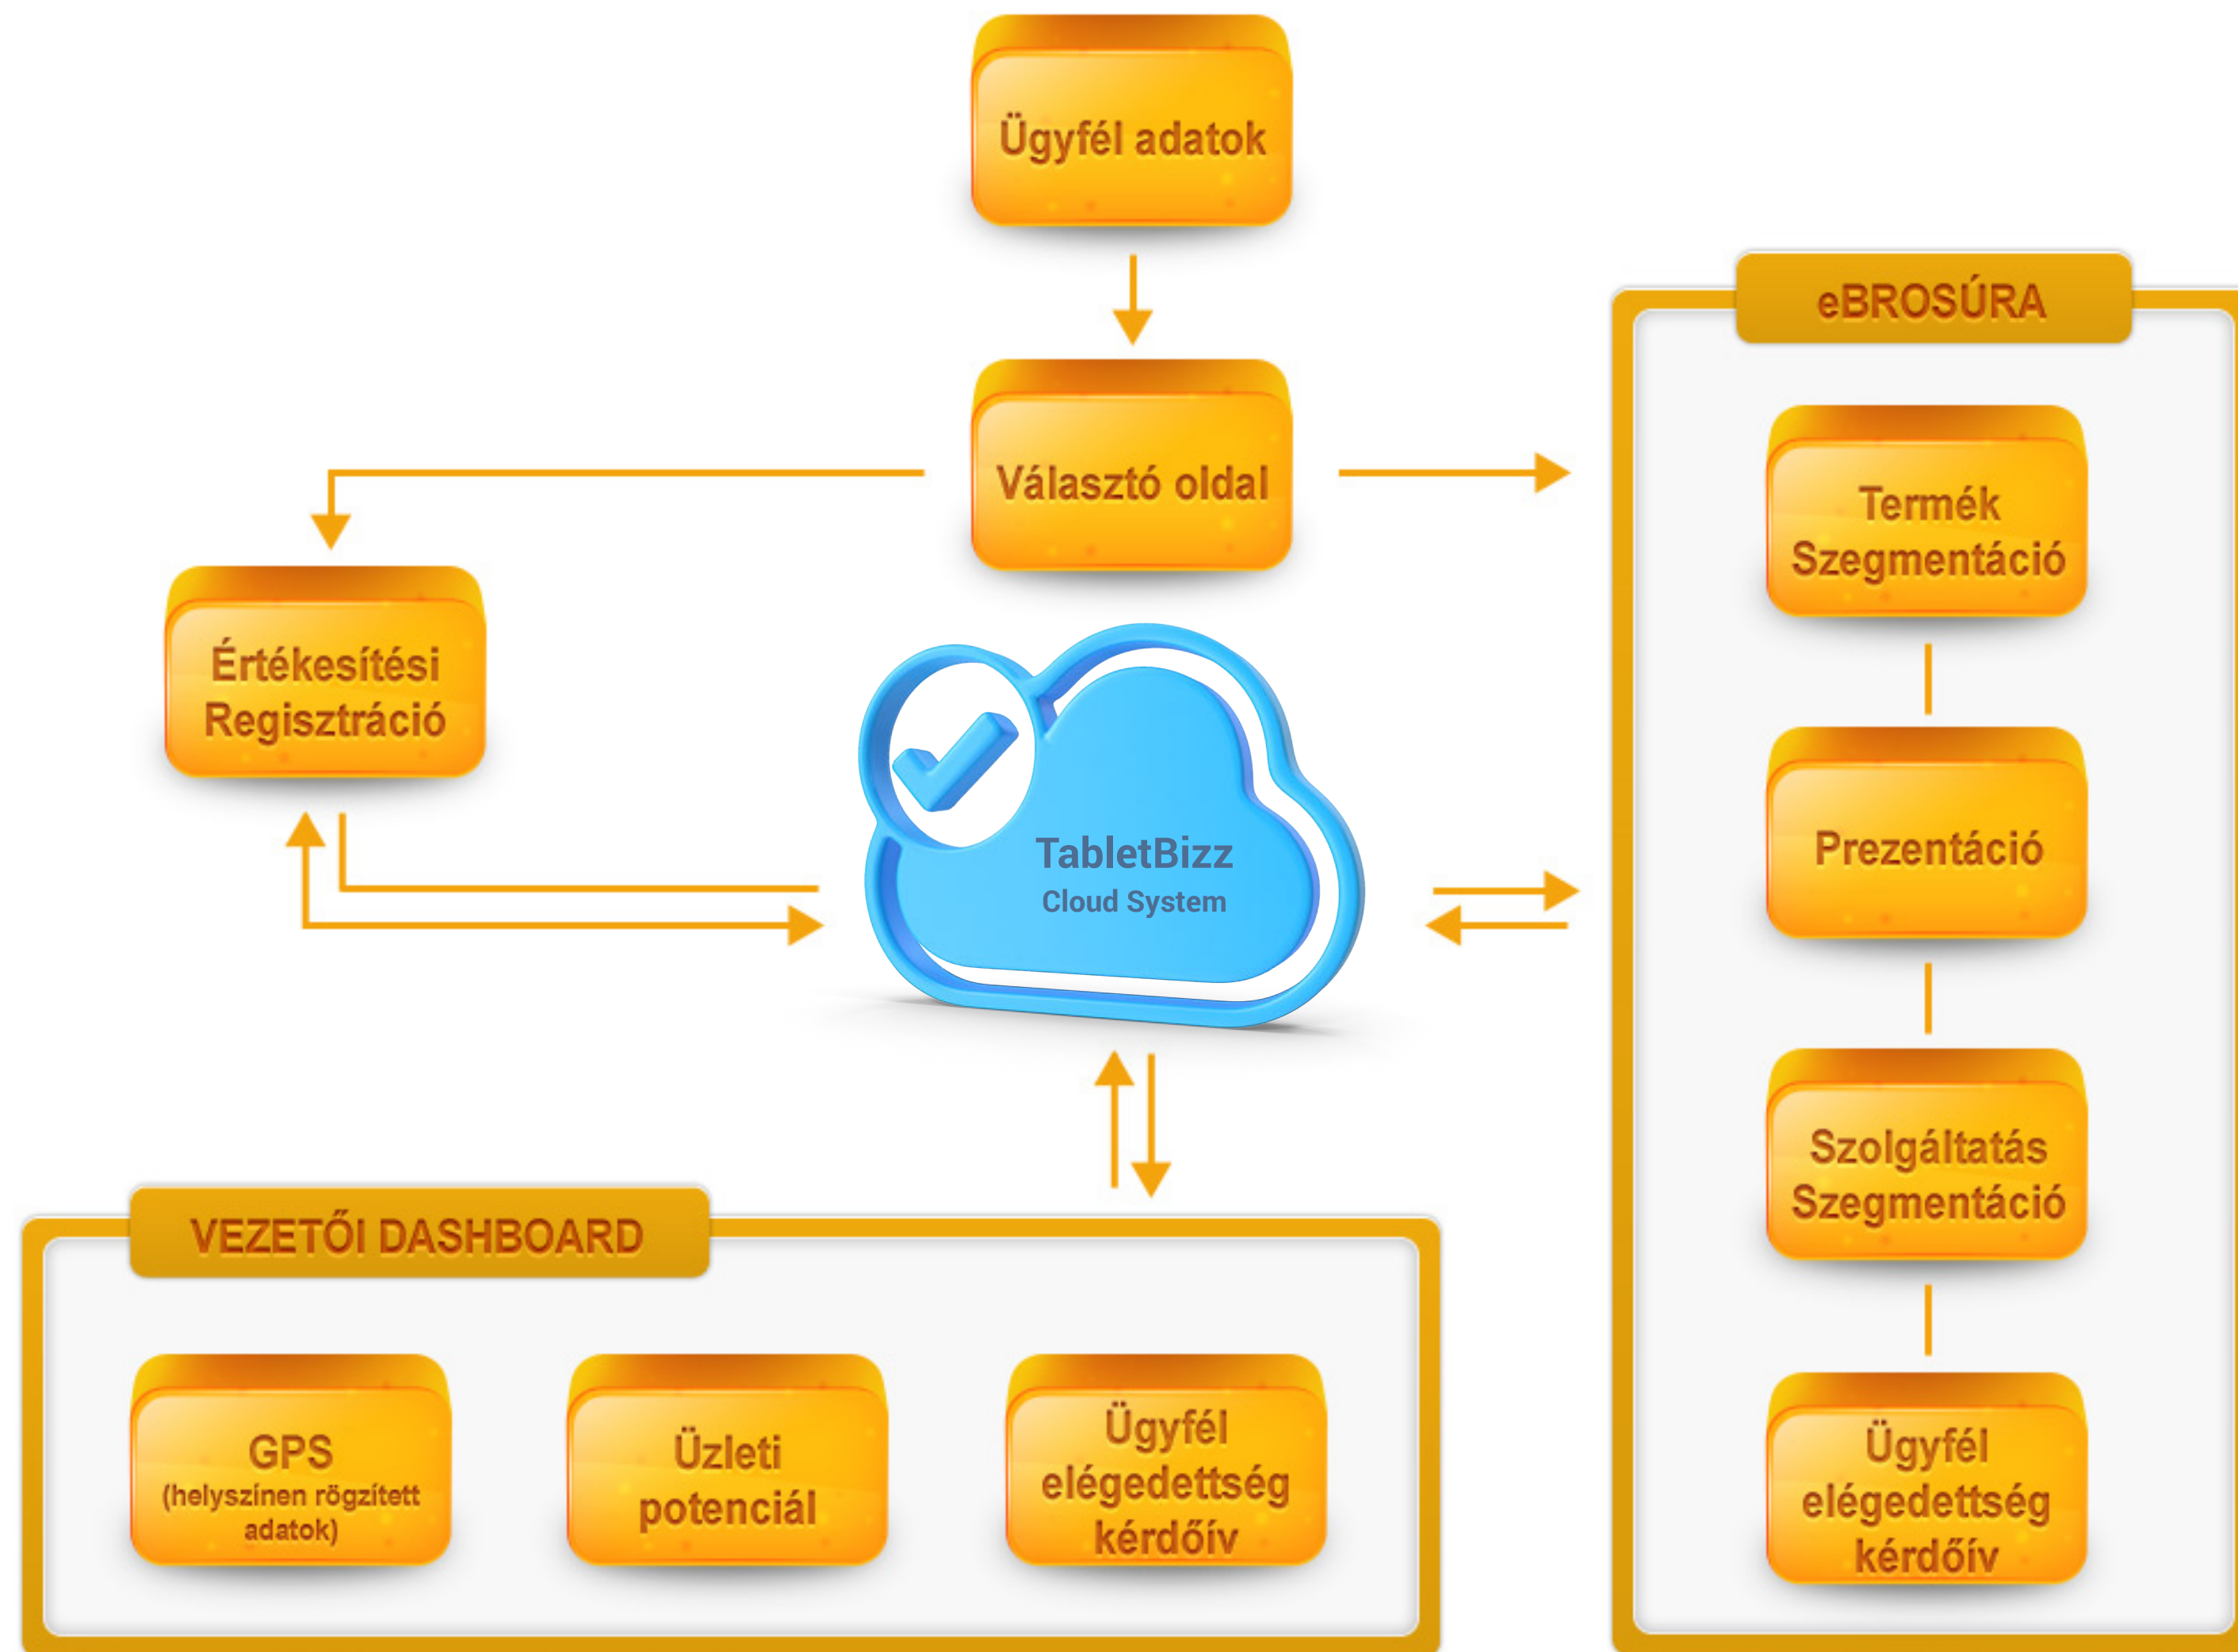 Ügyfél adatok
Választó oldal
Értékesítési
Regisztráció
TabletBizz
Cloud System
eBROSÚRA
Termék
Szegmentáció
Prezentáció
Szolgáltatás
Szegmentáció
Ügyfél
elégedettség
kérdőív
VEZETŐI DASHBOARD
GPS
(helyszínen rögzített
adatok)
Üzleti
potenciál
Ügyfél
elégedettség
kérdőív